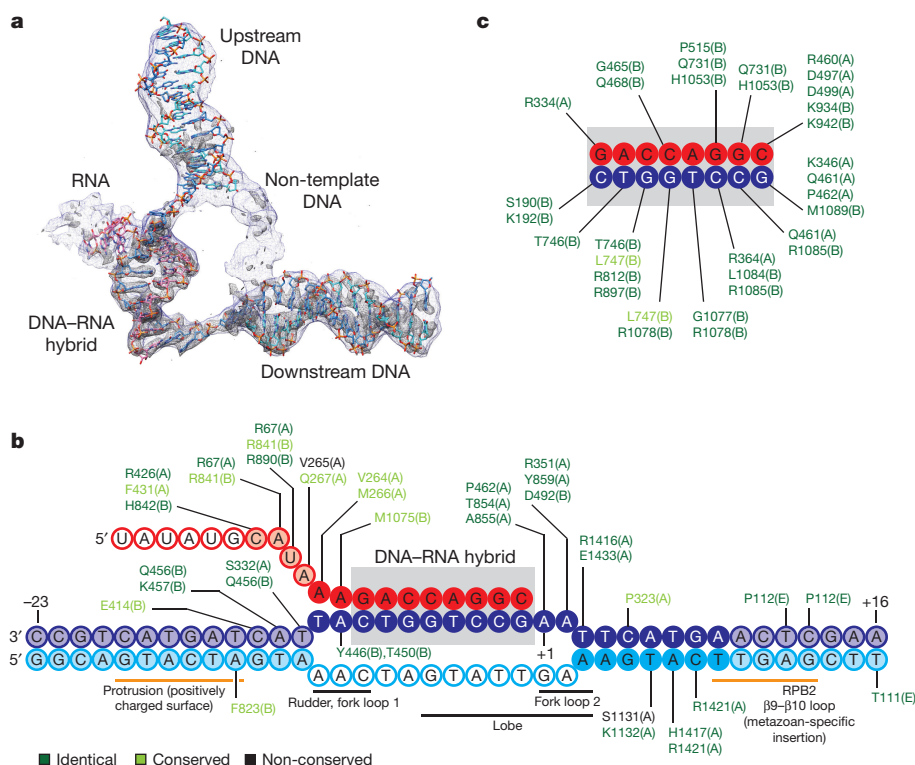 a
Upstream
DNA
RNA
Non-template
DNA
DNA–RNA
hybrid
Downstream DNA
c
R334(A)
G465(B)
Q468(B)
P515(B)
Q731(B)
H1053(B)
Q731(B)
H1053(B)
R460(A)
D497(A)
D499(A)
K934(B)
K942(B)
GACCAGGC
CTGGTCCG
S190(B)
K192(B)
T746(B)
T746(B)
L747(B)
R812(B)
R897(B)
L747(B)
R1078(B)
G1077(B)
R1078(B)
R364(A)
L1084(B)
R1085(B)
Q461(A)
R1085(B)
K346(A)
Q461(A)
P462(A)
M1089(B)
b
R426(A)
F431(A)
H842(B)
R67(A)
R841(B)
R67(A)
R841(B)
R890(B)
V265(A)
Q267(A)
V264(A)
M266(A)
M1075(B)
P462(A)
T854(A)
A855(A)
R351(A)
Y859(A)
D492(B)
R1416(A)
E1433(A)
DNA–RNA hybrid
5′ UAUAUGCAUAAAGACCAGGC
E414(B)
Q456(B)
K457(B)
S332(A)
Q456(B)
P323(A)
P112(E)
P112(E)
–23
+16
3′ CCGTCATGATCATTACTGGTCCGAATTCATGAACTCGAA
5′ GGCAGTACTAGTAAACTAGTATTGAAAGTACTTGAGCTT
Y446(B),T450(B)
+1
Protrusion (positively
charged surface)
F823(B)
Rudder, fork loop 1
Fork loop 2
Lobe
S1131(A)
K1132(A)
H1417(A)
R1421(A)
R1421(A)
RPB2
β9–β10 loop
(metazoan-specific
insertion)
T111(E)
Identical
Conserved
Non-conserved